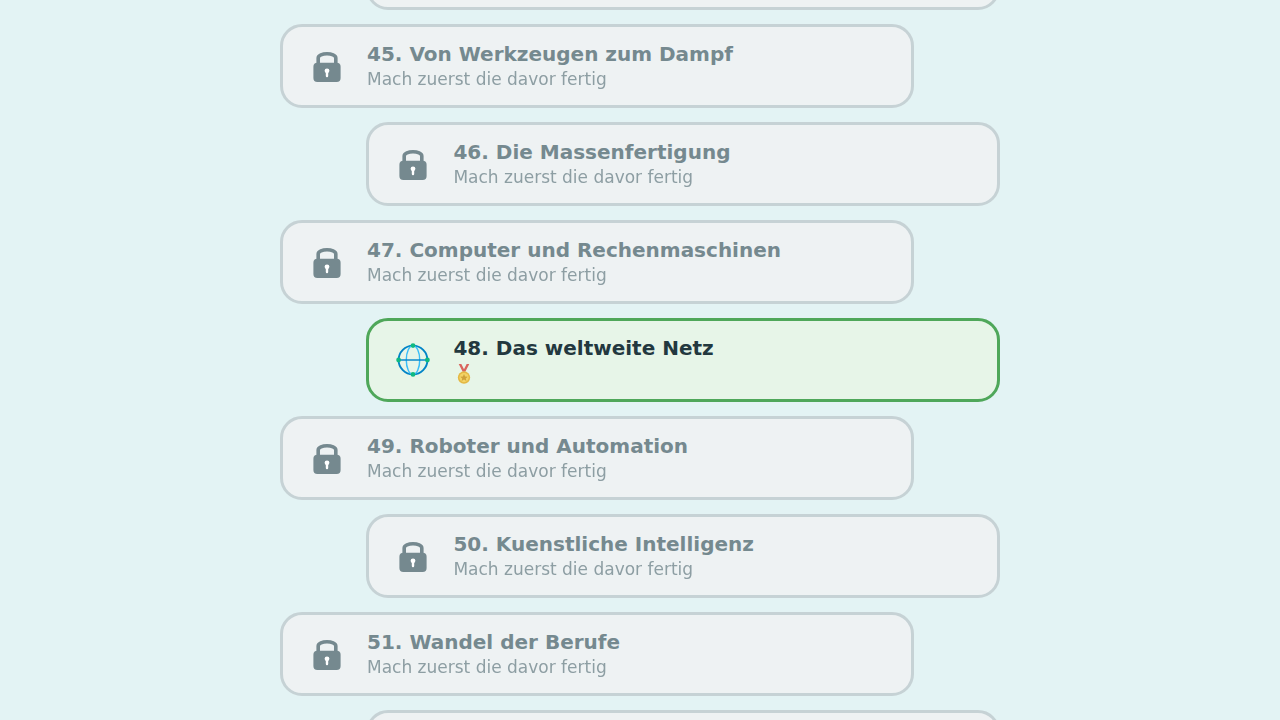 45. Von Werkzeugen zum Dampf
Mach zuerst die davor fertig
46. Die Massenfertigung
Mach zuerst die davor fertig
47. Computer und Rechenmaschinen
Mach zuerst die davor fertig
48. Das weltweite Netz
49. Roboter und Automation
Mach zuerst die davor fertig
50. Kuenstliche Intelligenz
Mach zuerst die davor fertig
51. Wandel der Berufe
Mach zuerst die davor fertig